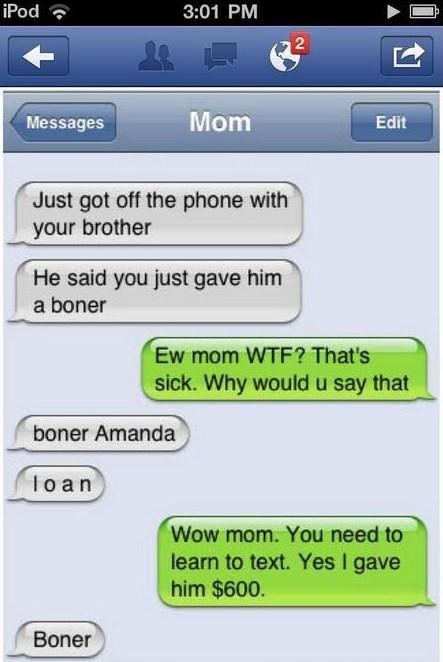 iPod 3:01 PM
2
Messages Mom Edit
Just got off the phone with
your brother
He said you just gave him
a boner
Ew mom WTF? That's
sick. Why would u say that
boner Amanda
l o a n
Wow mom. You need to
learn to text. Yes I gave
him $600.
Boner